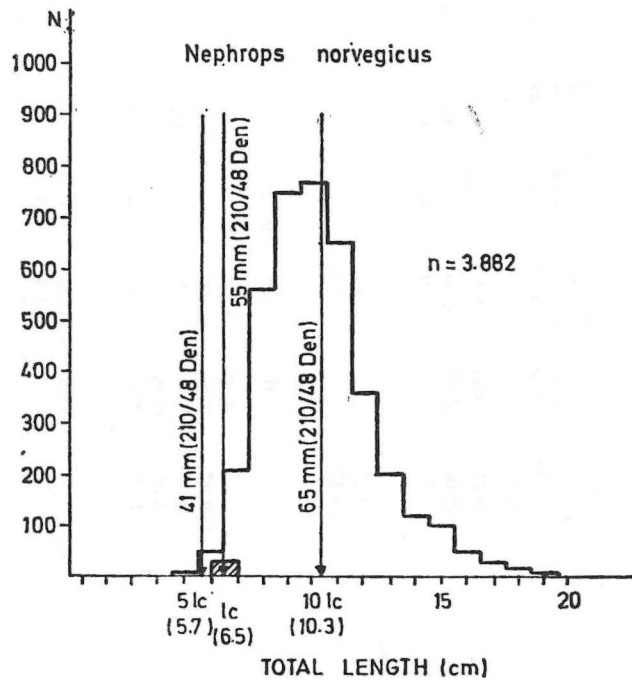 N
Nephrops norvegicus
1000
900
800
700
600
500
400
300
200
100
41 mm (210/48 Den)
55 mm (210/48 Den)
65 mm (210/48 Den)
n = 3.882
5 lc lc 10 lc 15 20
(5.7) (6.5) (10.3)
TOTAL LENGTH (cm)